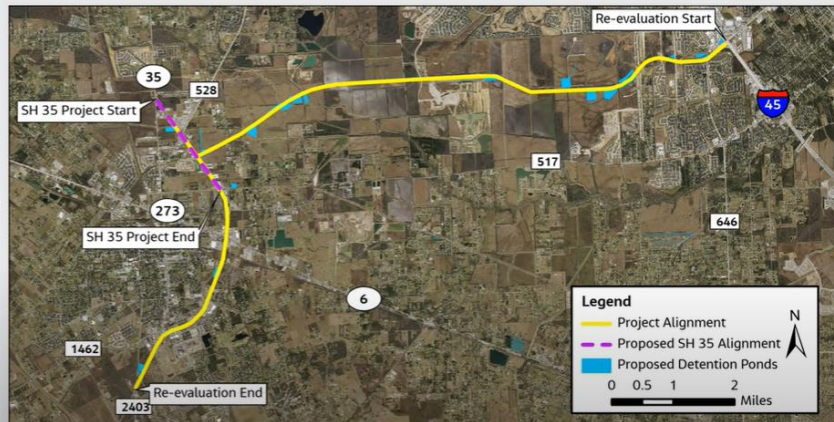 Re-evaluation Start
35
528
SH 35 Project Start
45
517
273
646
SH 35 Project End
6
Legend
Project Alignment
Proposed SH 35 Alignment
Proposed Detention Ponds
N
0 0.5 1 2
Miles
1462
Re-evaluation End
2403